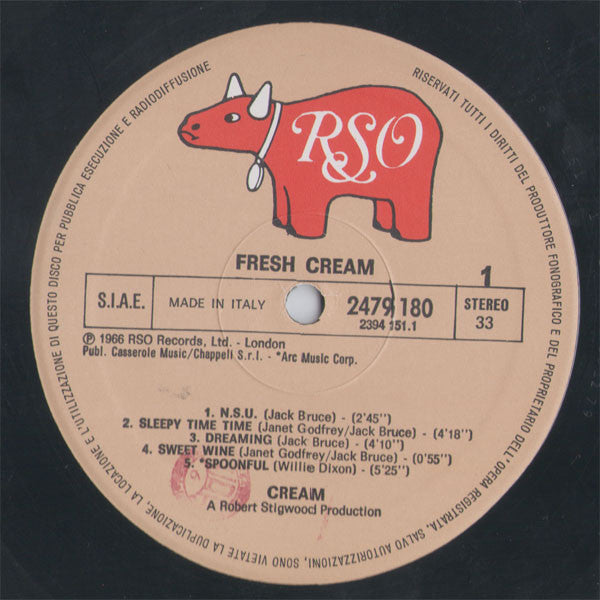 RSO
FRESH CREAM
1
S.I.A.E.
MADE IN ITALY
2479 180
2394 151.1
STEREO
33
℗ 1966 RSO Records, Ltd. - London
Publ. Casserole Music/Chappell S.r.l. - *Arc Music Corp.
1. N.S.U. (Jack Bruce) - (2'45'')
2. SLEEPY TIME TIME (Janet Godfrey/Jack Bruce) - (4'18'')
3. DREAMING (Jack Bruce) - (4'10'')
4. SWEET WINE (Janet Godfrey/Jack Bruce) - (0'55'')
5. *SPOONFUL (Willie Dixon) - (5'25'')
CREAM
A Robert Stigwood Production
RISERVATI TUTTI I DIRITTI DEL PRODUTTORE FONOGRAFICO E DEL PROPRIETARIO DELL'OPERA REGISTRATA. SALVO AUTORIZZAZIONI, SONO VIETATE LA DUPLICAZIONE, LA LOCAZIONE E L'UTILIZZAZIONE DI QUESTO DISCO PER PUBBLICA ESECUZIONE E RADIODIFFUSIONE